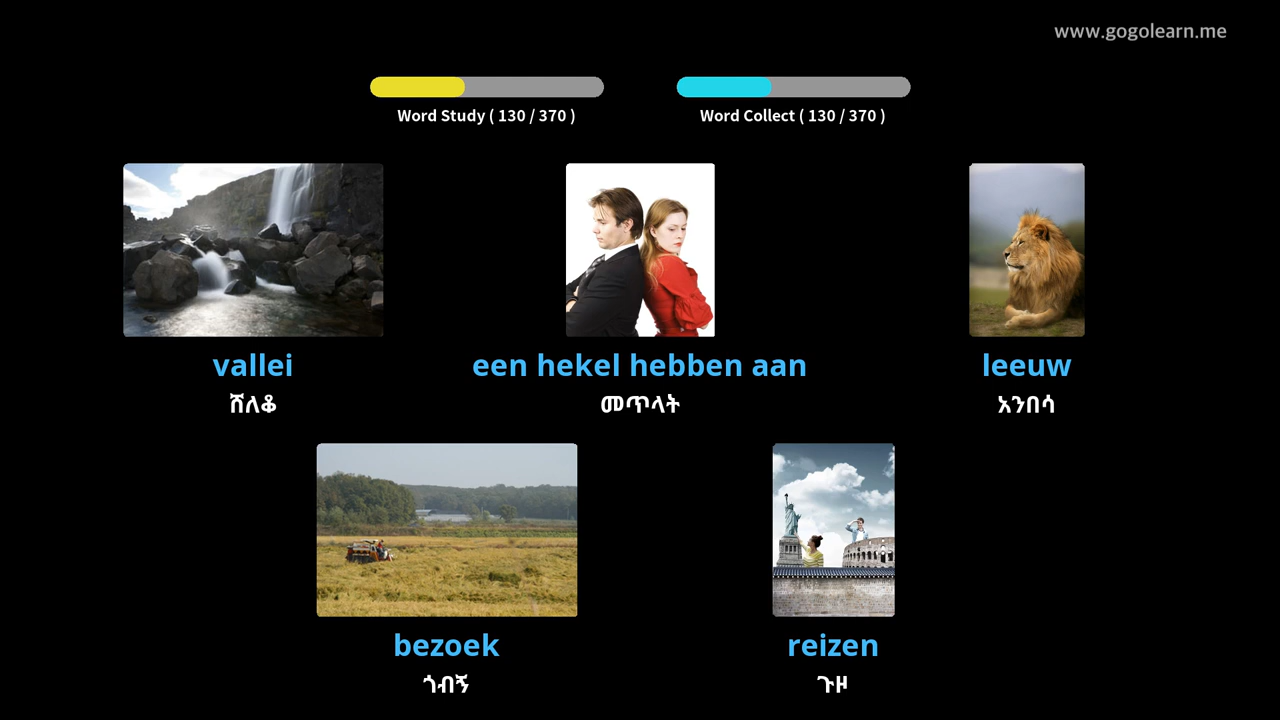 www.gogolearn.me
Word Study ( 130 / 370 )
Word Collect ( 130 / 370 )
vallei
ሸለቆ
een hekel hebben aan
መጥላት
leeuw
አንበሳ
bezoek
ጎብኝ
reizen
ጉዞ